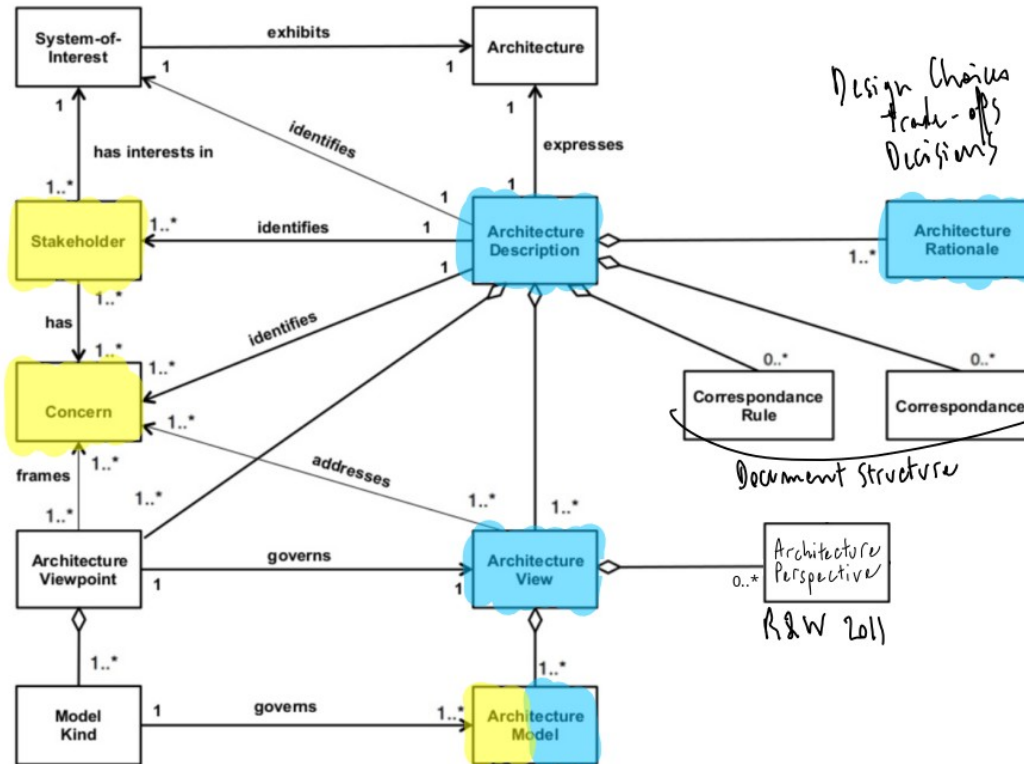 System-of-
Interest
exhibits
1
1
Architecture
Design Choices
trade-offs
Decisions
1
has interests in
1..*
identifies
1
expresses
1
1
Stakeholder
1..*
identifies
1
Architecture
Description
1..*
Architecture
Rationale
1..*
has
1..*
1
identifies
1..*
Concern
1..*
0..*
Correspondance
Rule
0..*
Correspondance
Document Structure
frames
1..*
1..*
addresses
1..*
1..*
1..*
Architecture
Viewpoint
1
governs
1
Architecture
View
0..*
Architecture
Perspective
R&W 2011
1..*
1..*
Model
Kind
1
governs
1..*
Architecture
Model